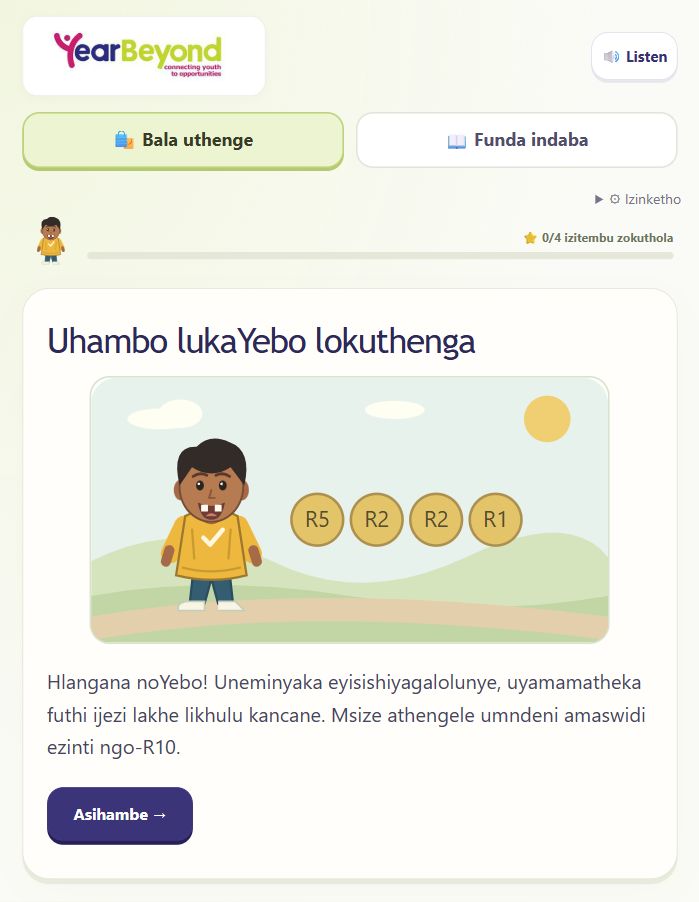 YearBeyond
connecting youth
to opportunities
Listen
Bala uthenge
Funda indaba
▶ ⚙ Izinketho
0/4 izitembu zokuthola
Uhambo lukaYebo lokuthenga
R5 R2 R2 R1
Hlangana noYebo! Uneminyaka eyisishiyagalolunye, uyamamatheka
futhi ijezi lakhe likhulu kancane. Msize athengele umndeni amaswidi
ezinti ngo-R10.
Asihambe →